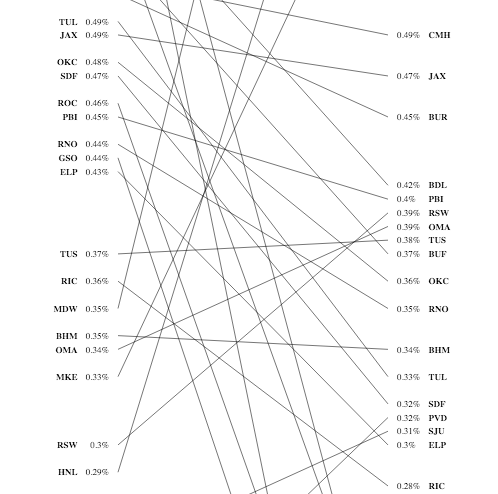 TUL 0.49%
JAX 0.49%
OKC 0.48%
SDF 0.47%
ROC 0.46%
PBI 0.45%
RNO 0.44%
GSO 0.44%
ELP 0.43%
TUS 0.37%
RIC 0.36%
MDW 0.35%
BHM 0.35%
OMA 0.34%
MKE 0.33%
RSW 0.3%
HNL 0.29%
0.49% CMH
0.47% JAX
0.45% BUR
0.42% BDL
0.4% PBI
0.39% RSW
0.39% OMA
0.38% TUS
0.37% BUF
0.36% OKC
0.35% RNO
0.34% BHM
0.33% TUL
0.32% SDF
0.32% PVD
0.31% SJU
0.3% ELP
0.28% RIC